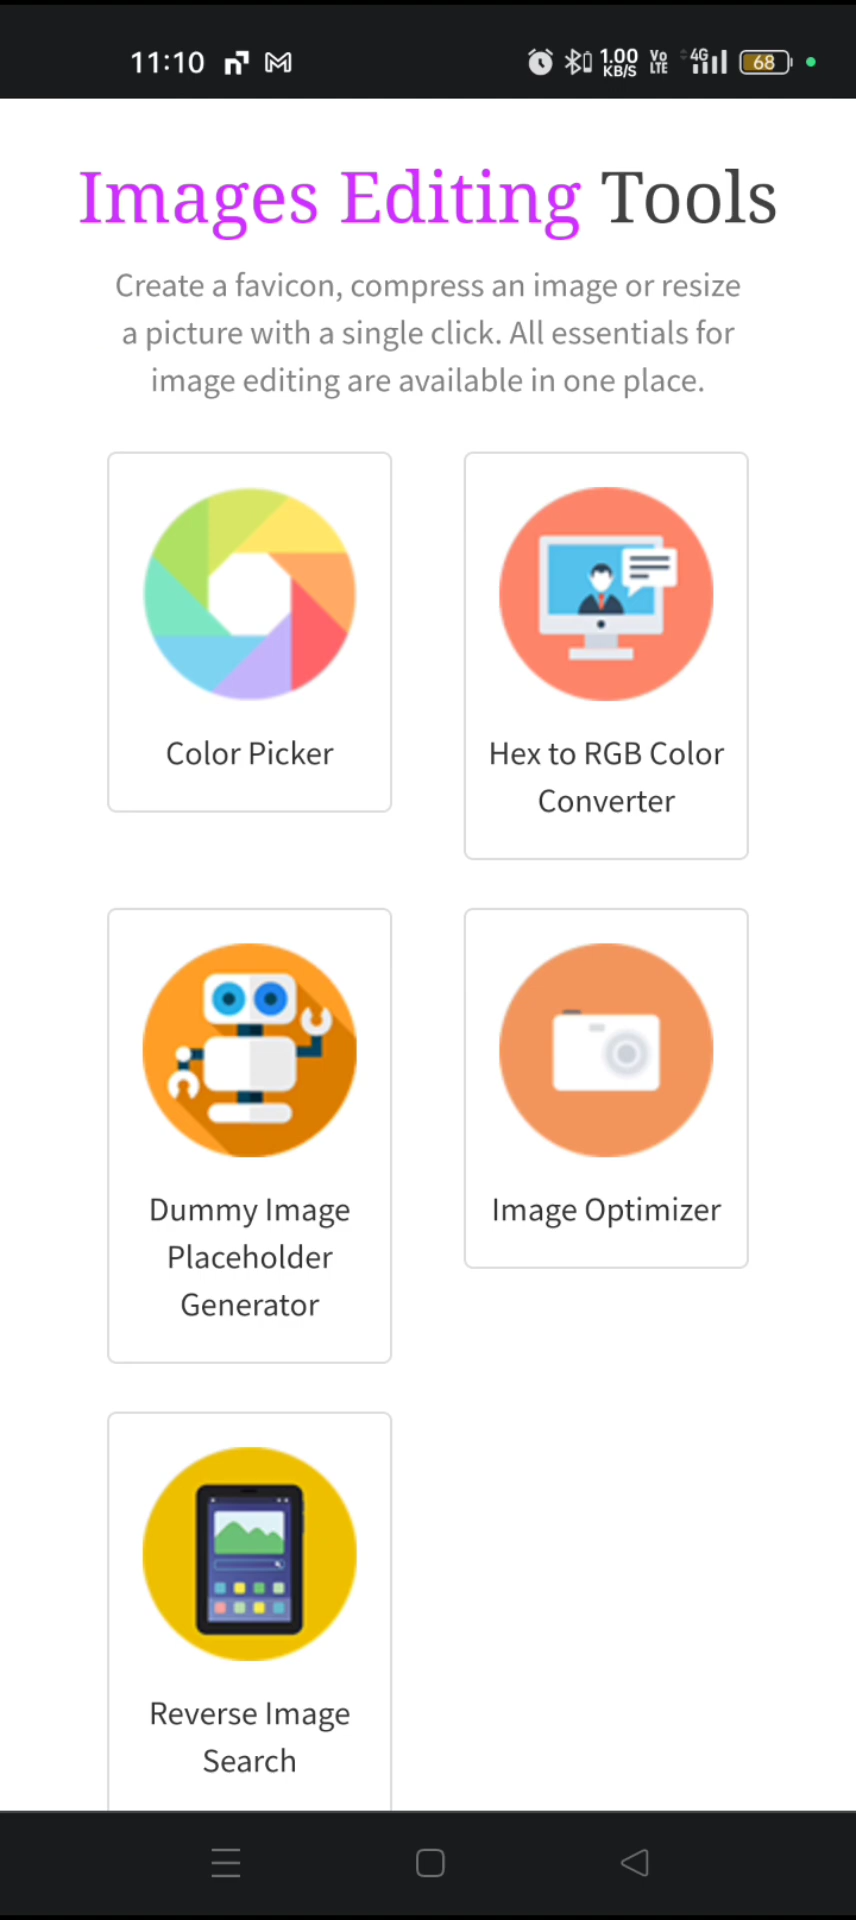 11:10
1.00 KB/S
Vo LTE
4G
68
Images Editing Tools
Create a favicon, compress an image or resize
a picture with a single click. All essentials for
image editing are available in one place.
Color Picker
Hex to RGB Color
Converter
Dummy Image
Placeholder
Generator
Image Optimizer
Reverse Image
Search